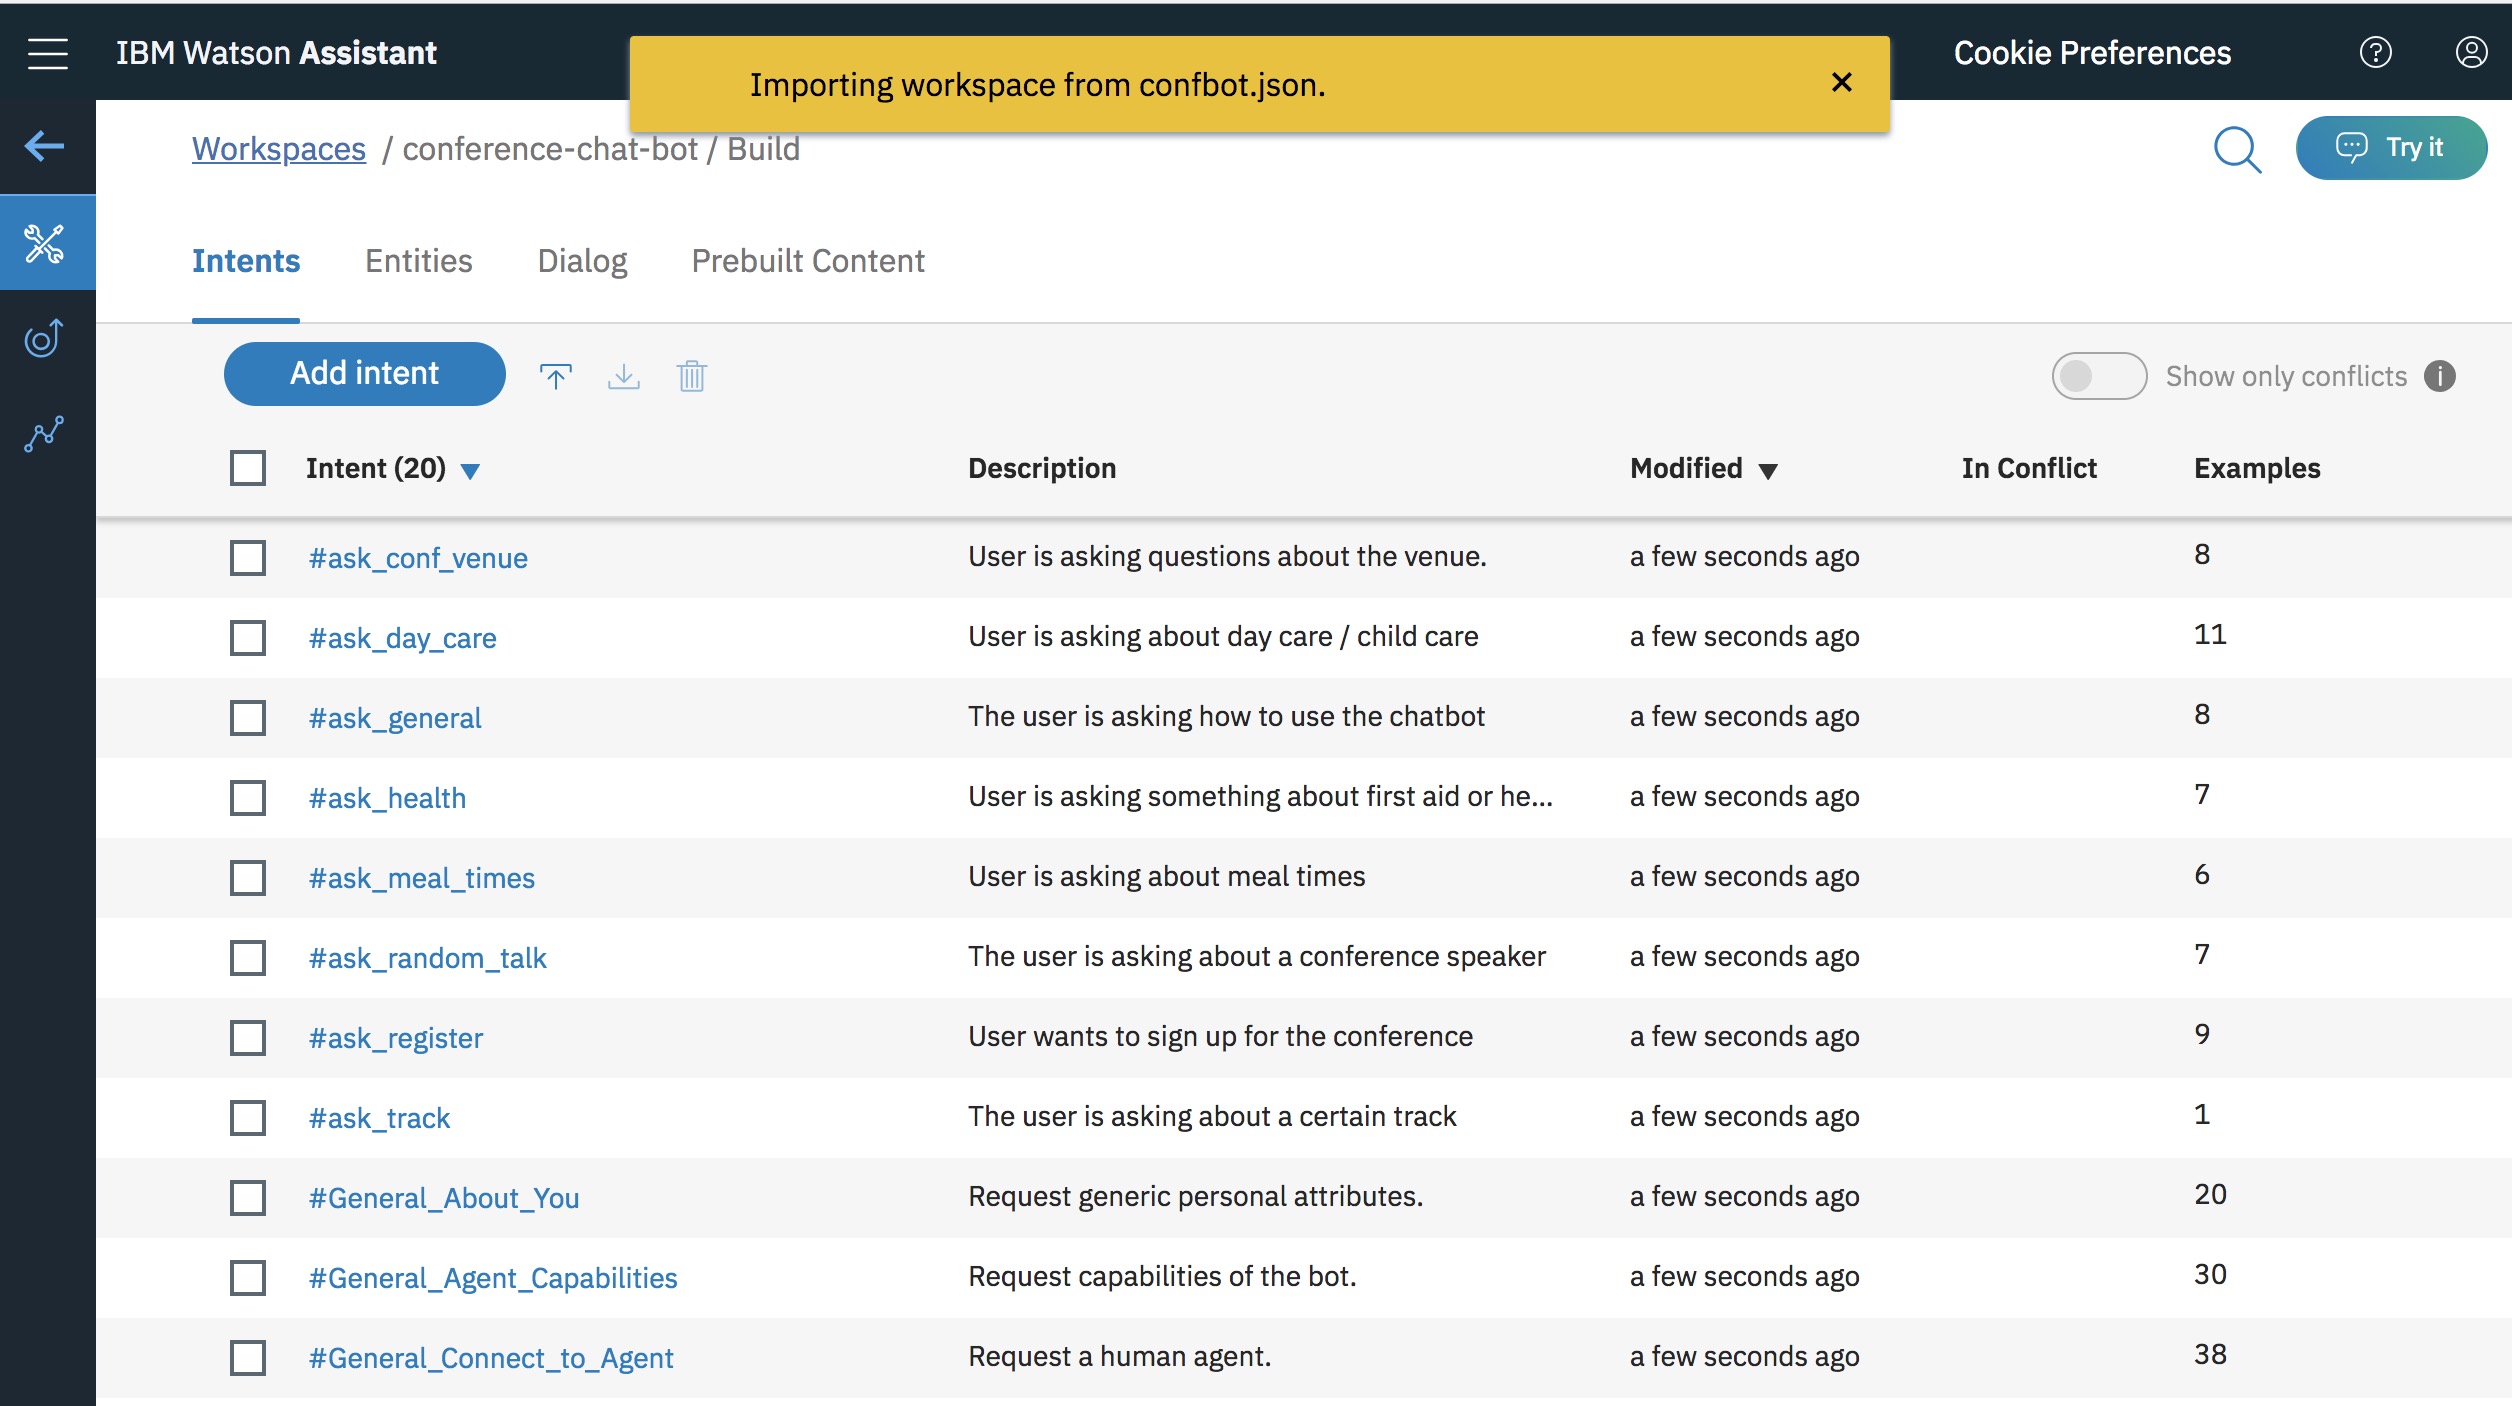 IBM Watson Assistant
Importing workspace from confbot.json.
Cookie Preferences
Workspaces / conference-chat-bot / Build
Try it
Intents Entities Dialog Prebuilt Content
Add intent
Show only conflicts
Intent (20) Description Modified In Conflict Examples
#ask_conf_venue User is asking questions about the venue. a few seconds ago 8
#ask_day_care User is asking about day care / child care a few seconds ago 11
#ask_general The user is asking how to use the chatbot a few seconds ago 8
#ask_health User is asking something about first aid or he... a few seconds ago 7
#ask_meal_times User is asking about meal times a few seconds ago 6
#ask_random_talk The user is asking about a conference speaker a few seconds ago 7
#ask_register User wants to sign up for the conference a few seconds ago 9
#ask_track The user is asking about a certain track a few seconds ago 1
#General_About_You Request generic personal attributes. a few seconds ago 20
#General_Agent_Capabilities Request capabilities of the bot. a few seconds ago 30
#General_Connect_to_Agent Request a human agent. a few seconds ago 38